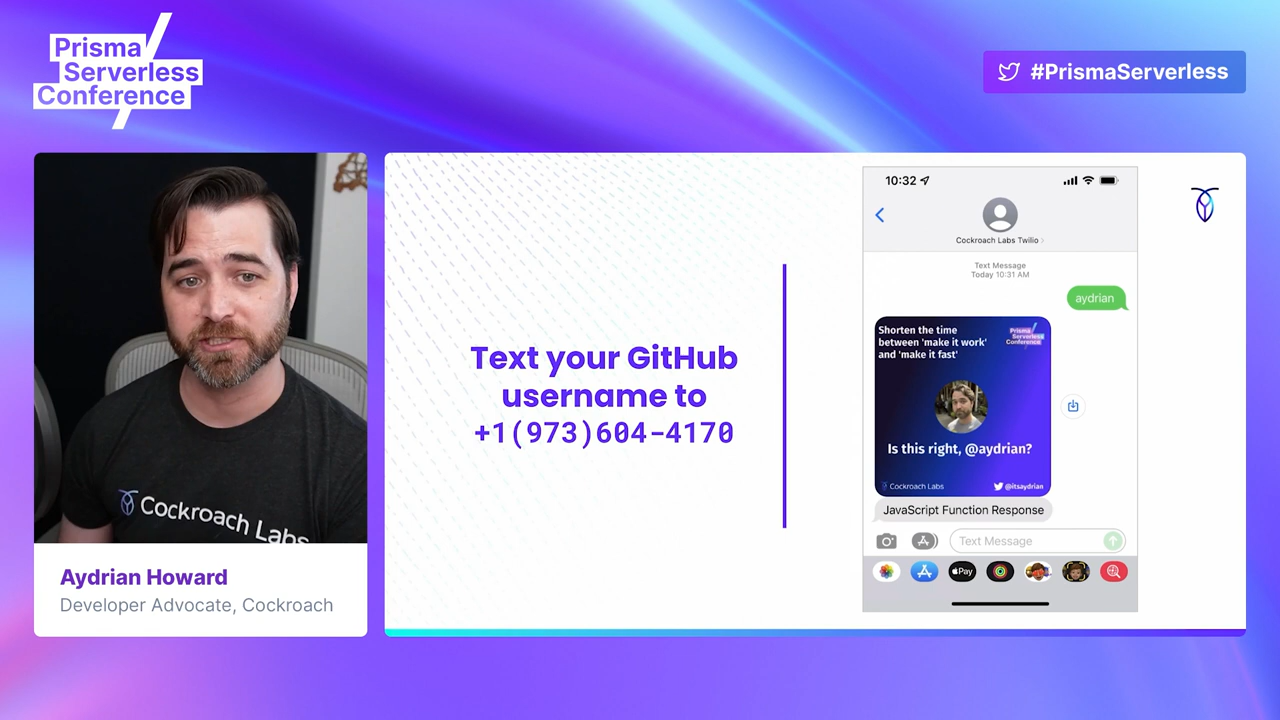 Prisma
Serverless
Conference
#PrismaServerless
Cockroach Labs
Aydrian Howard
Developer Advocate, Cockroach
Text your GitHub
username to
+1(973)604-4170
10:32
Cockroach Labs Twilio
Text Message
Today 10:31 AM
aydrian
Shorten the time
between 'make it work'
and 'make it fast'
Prisma
Serverless
Conference
Is this right, @aydrian?
Cockroach Labs
@itsaydrian
JavaScript Function Response
Text Message
Pay